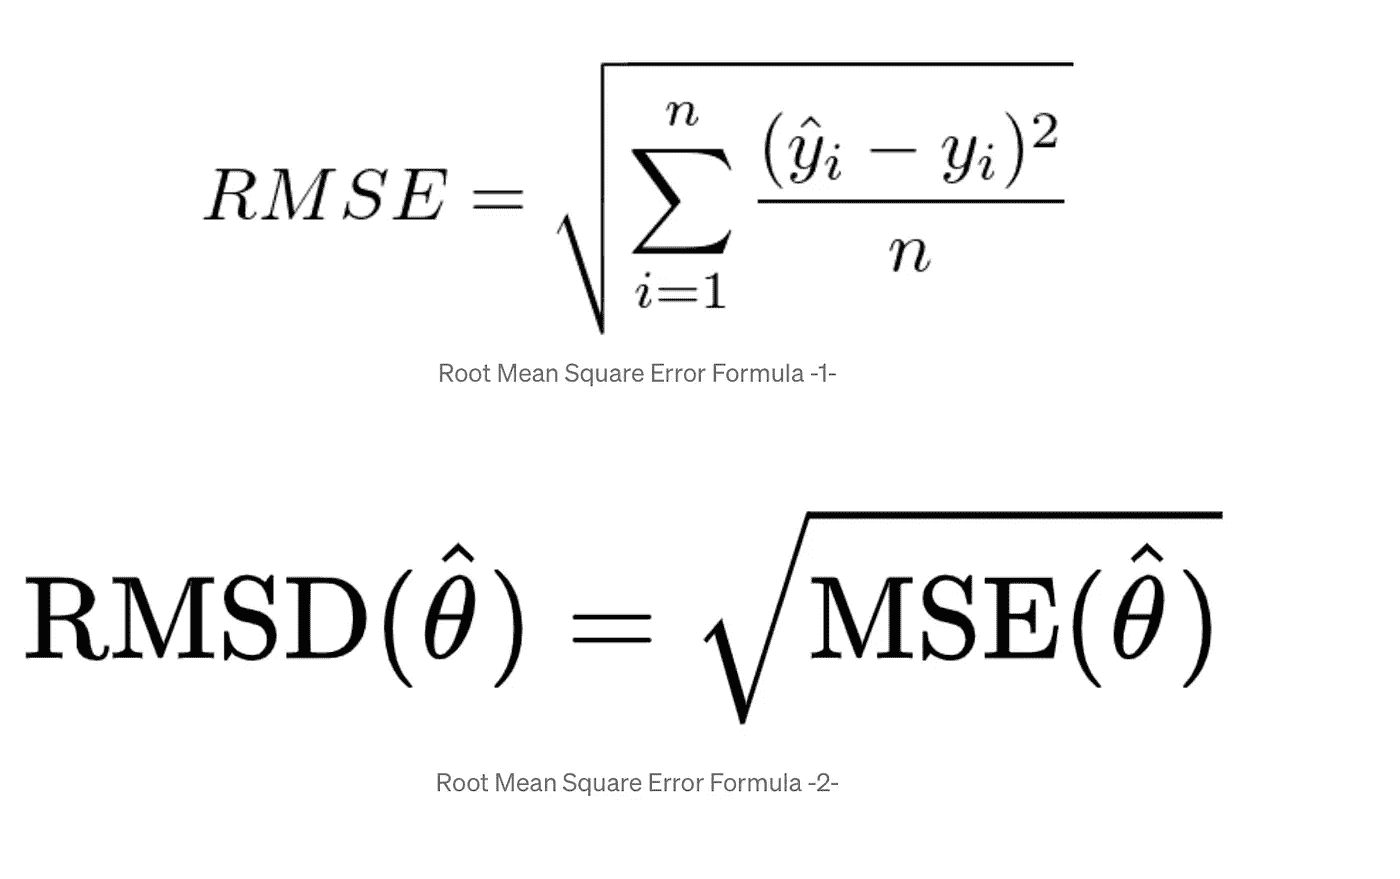 RMSE = √ ∑_{i=1}^{n} (ŷ_i − y_i)² / n
Root Mean Square Error Formula -1-
RMSD(θ̂) = √MSE(θ̂)
Root Mean Square Error Formula -2-